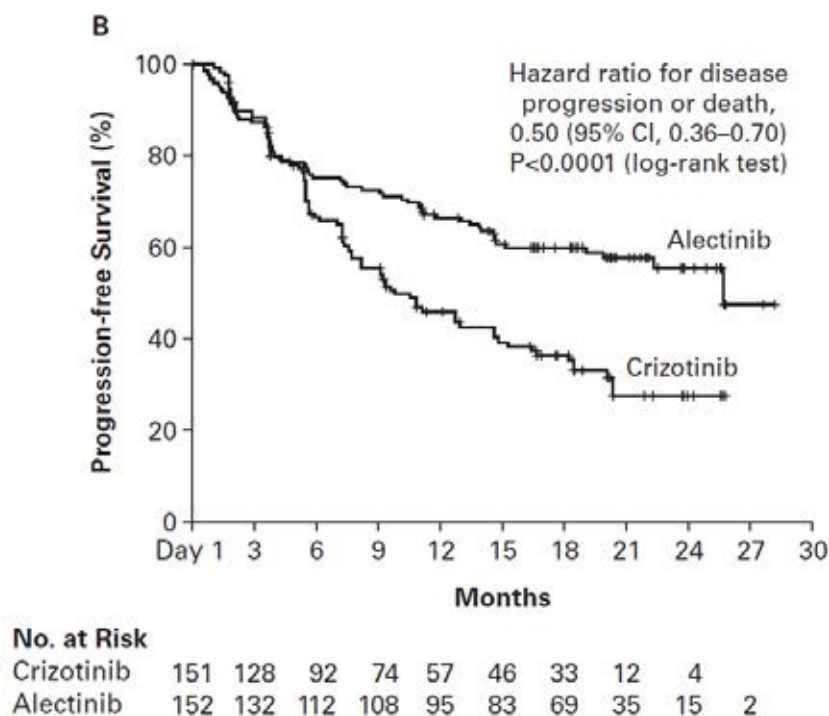 B
Hazard ratio for disease
progression or death,
0.50 (95% CI, 0.36–0.70)
P<0.0001 (log-rank test)
Progression-free Survival (%)
100
80
60
40
20
0
Alectinib
Crizotinib
Day 1 3 6 9 12 15 18 21 24 27 30
Months
No. at Risk
Crizotinib 151 128 92 74 57 46 33 12 4
Alectinib 152 132 112 108 95 83 69 35 15 2